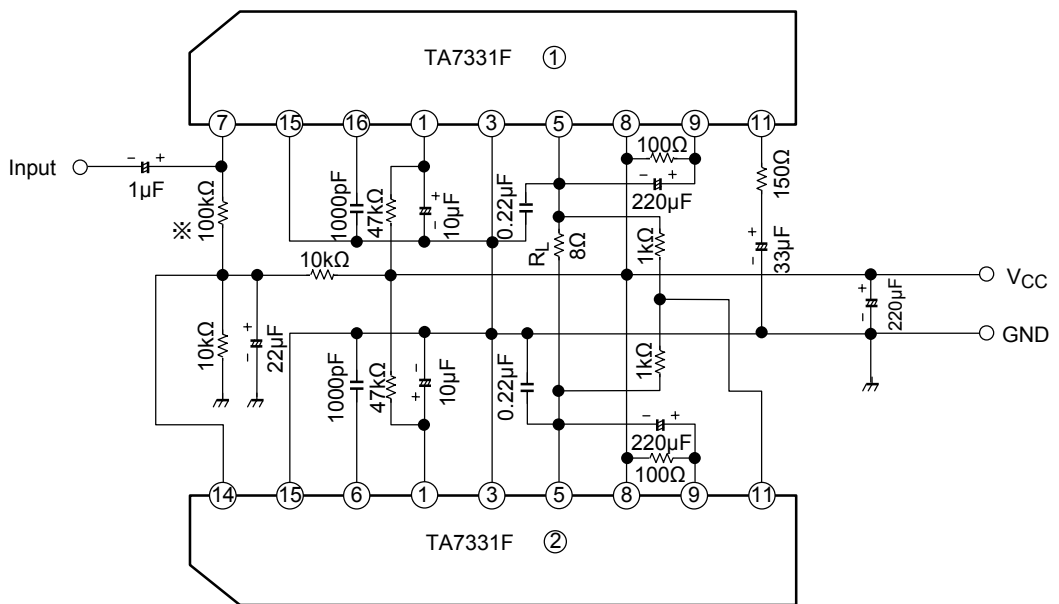 TA7331F ①
7 15 16 1 3 5 8 9 11
Input
1μF
※ 100kΩ
1000pF
47kΩ
10μF
0.22μF
100Ω
220μF
150Ω
33μF
RL 8Ω
1kΩ
10kΩ
VCC
220μF
GND
10kΩ
22μF
1000pF
47kΩ
10μF
0.22μF
1kΩ
220μF
100Ω
14 15 6 1 3 5 8 9 11
TA7331F ②